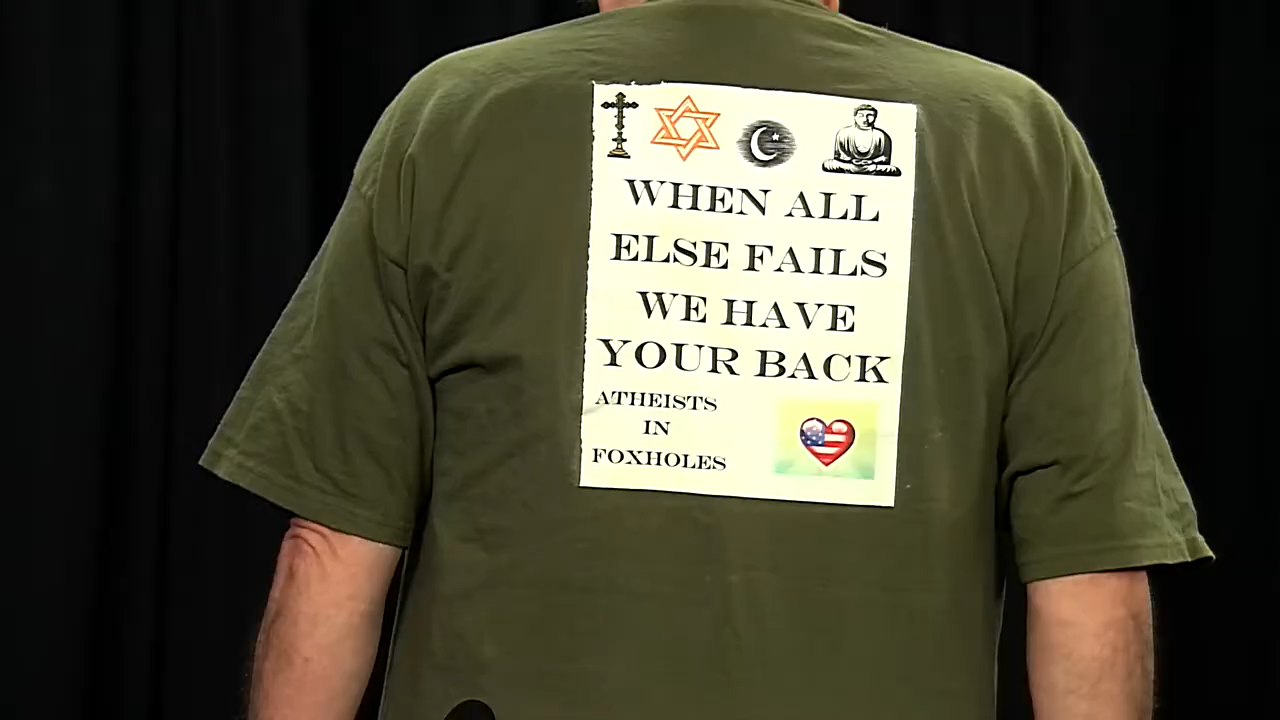 WHEN ALL
ELSE FAILS
WE HAVE
YOUR BACK
ATHEISTS
IN
FOXHOLES